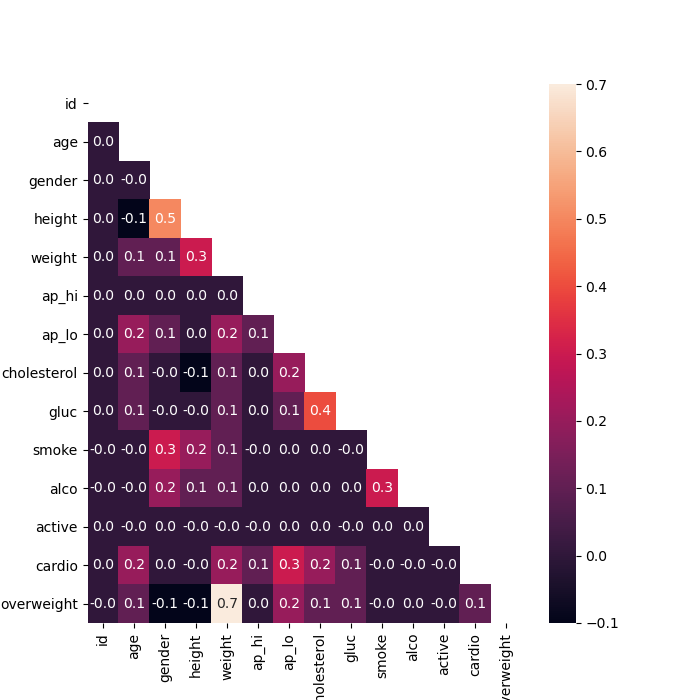 id
age 0.0
gender 0.0 -0.0
height 0.0 -0.1 0.5
weight 0.0 0.1 0.1 0.3
ap_hi 0.0 0.0 0.0 0.0 0.0
ap_lo 0.0 0.2 0.1 0.0 0.2 0.1
cholesterol 0.0 0.1 -0.0 -0.1 0.1 0.0 0.2
gluc 0.0 0.1 -0.0 -0.0 0.1 0.0 0.1 0.4
smoke -0.0 -0.0 0.3 0.2 0.1 -0.0 0.0 0.0 -0.0
alco -0.0 -0.0 0.2 0.1 0.1 0.0 0.0 0.0 0.0 0.3
active 0.0 -0.0 0.0 -0.0 -0.0 -0.0 0.0 0.0 -0.0 0.0 0.0
cardio 0.0 0.2 0.0 -0.0 0.2 0.1 0.3 0.2 0.1 -0.0 -0.0 -0.0
overweight -0.0 0.1 -0.1 -0.1 0.7 0.0 0.2 0.1 0.1 -0.0 0.0 -0.0 0.1
id age gender height weight ap_hi ap_lo holesterol gluc smoke alco active cardio verweight
0.7
0.6
0.5
0.4
0.3
0.2
0.1
0.0
−0.1